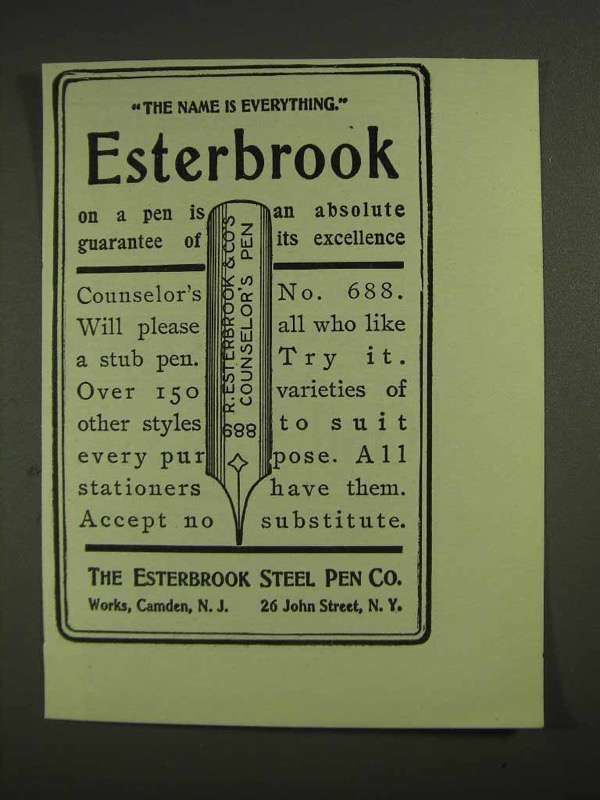 "THE NAME IS EVERYTHING."
Esterbrook
on a pen is an absolute
guarantee of its excellence
Counselor's No. 688.
Will please all who like
a stub pen. Try it.
Over 150 varieties of
other styles to suit
every pur pose. All
stationers have them.
Accept no substitute.
R. ESTERBROOK & CO'S
COUNSELOR'S PEN
688
THE ESTERBROOK STEEL PEN CO.
Works, Camden, N. J. 26 John Street, N. Y.